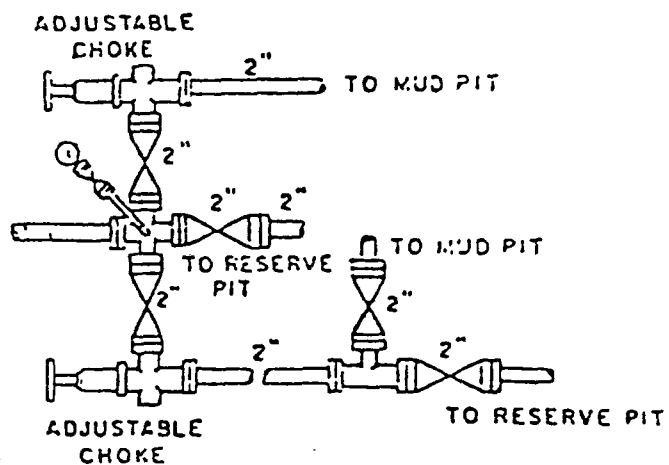 ADJUSTABLE
CHOKE
2"
TO MUD PIT
2"
2"
2"
TO RESERVE
PIT
TO MUD PIT
2"
2"
2"
2"
TO RESERVE PIT
ADJUSTABLE
CHOKE